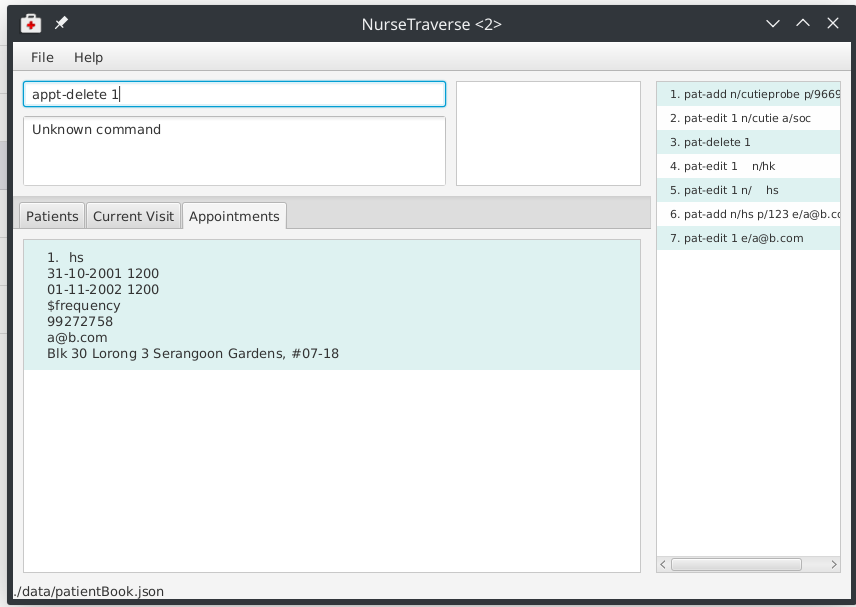 NurseTraverse <2>
File Help
appt-delete 1
Unknown command
Patients Current Visit Appointments
1. hs
31-10-2001 1200
01-11-2002 1200
$frequency
99272758
a@b.com
Blk 30 Lorong 3 Serangoon Gardens, #07-18
1. pat-add n/cutieprobe p/9669
2. pat-edit 1 n/cutie a/soc
3. pat-delete 1
4. pat-edit 1    n/hk
5. pat-edit 1 n/    hs
6. pat-add n/hs p/123 e/a@b.co
7. pat-edit 1 e/a@b.com
./data/patientBook.json